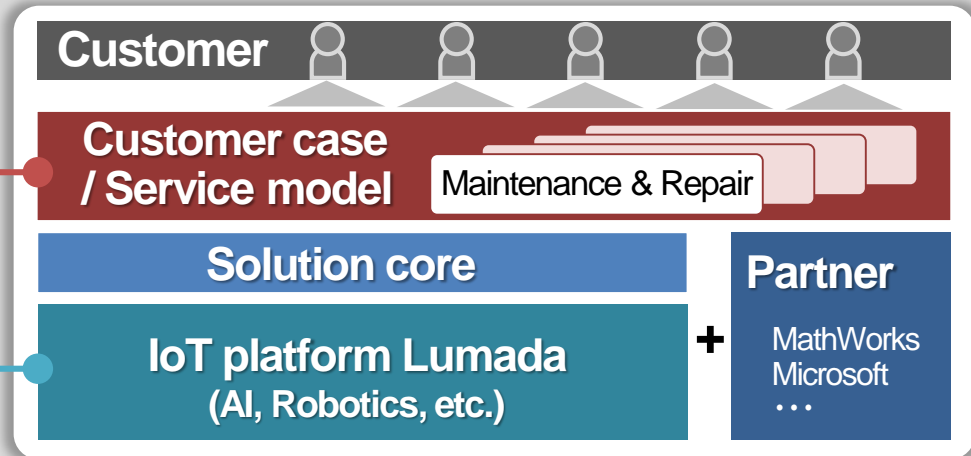 Customer
Customer case
/ Service model
Maintenance & Repair
Solution core
IoT platform Lumada
(AI, Robotics, etc.)
+
Partner
MathWorks
Microsoft
···